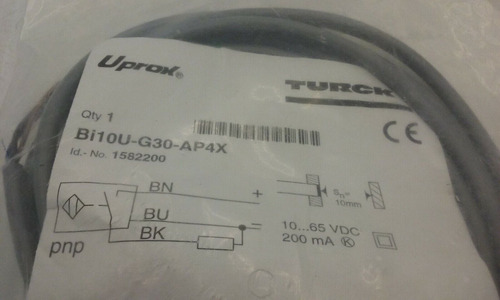 Uprox®
TURCK
Qty 1
Bi10U-G30-AP4X
Id.- No. 1582200
CE
BN
+
BU
BK
pnp
Sn=
10mm
10...65 VDC
200 mA K